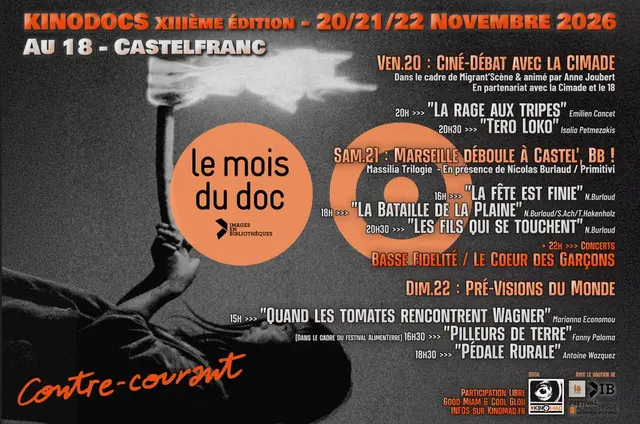 KINODOCS XIIIème édition - 20/21/22 Novembre 2026
Au 18 - Castelfranc
Ven.20 : Ciné-Débat avec la CIMADE
Dans le cadre de Migrant'Scène & animé par Anne Joubert
En partenariat avec la Cimade et le 18
20h >>> "La rage aux tripes" Emilien Cancet
20h30 >>> "Tero Loko" Isalia Petmezakis
le mois
du doc
IMAGES
EN
BIBLIOTHÈQUES
Sam.21 : Marseille déboule à Castel', Bb !
Massilia Trilogie - En présence de Nicolas Burlaud / Primitivi
16h >>> "La fête est finie" N.Burlaud
18h >>> "La Bataille de la Plaine" N.Burlaud/S.Ach/T.Hakenholz
20h30 >>> "Les fils qui se touchent" N.Burlaud
+ 22h >>> Concerts
Basse Fidelité / Le Coeur des Garçons
Dim.22 : Pré-Visions du Monde
15h >>> "Quand les tomates rencontrent Wagner" Marianna Economou
[Dans le cadre du festival AlimenTerre] 16h30 >>> "Pilleurs de terre" Fanny Paloma
18h30 >>> "Pédale Rurale" Antoine Vazquez
Contre-courant
Participation libre
Good Miam & Cool Glou
Infos sur Kinomad.fr
Avec le soutien de
KINOMAD
IB
FESTIVAL
ALIMENTERRE